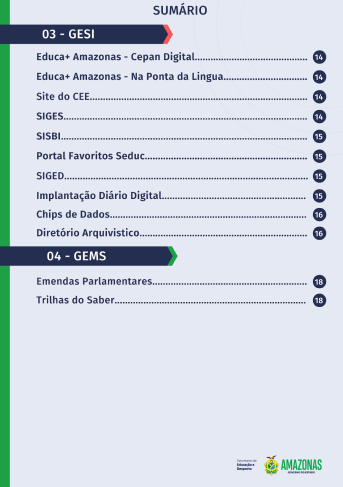 SUMÁRIO
03 - GESI
Educa+ Amazonas - Cepan Digital........................................ 14
Educa+ Amazonas - Na Ponta da Lingua............................. 14
Site do CEE............................................................................ 14
SIGES...................................................................................... 14
SISBI....................................................................................... 15
Portal Favoritos Seduc.......................................................... 15
SIGED...................................................................................... 15
Implantação Diário Digital.................................................... 15
Chips de Dados...................................................................... 16
Diretório Arquivistico............................................................ 16
04 - GEMS
Emendas Parlamentares........................................................ 18
Trilhas do Saber..................................................................... 18
Secretaria de
Educação e
Desporto
AMAZONAS
GOVERNO DO ESTADO